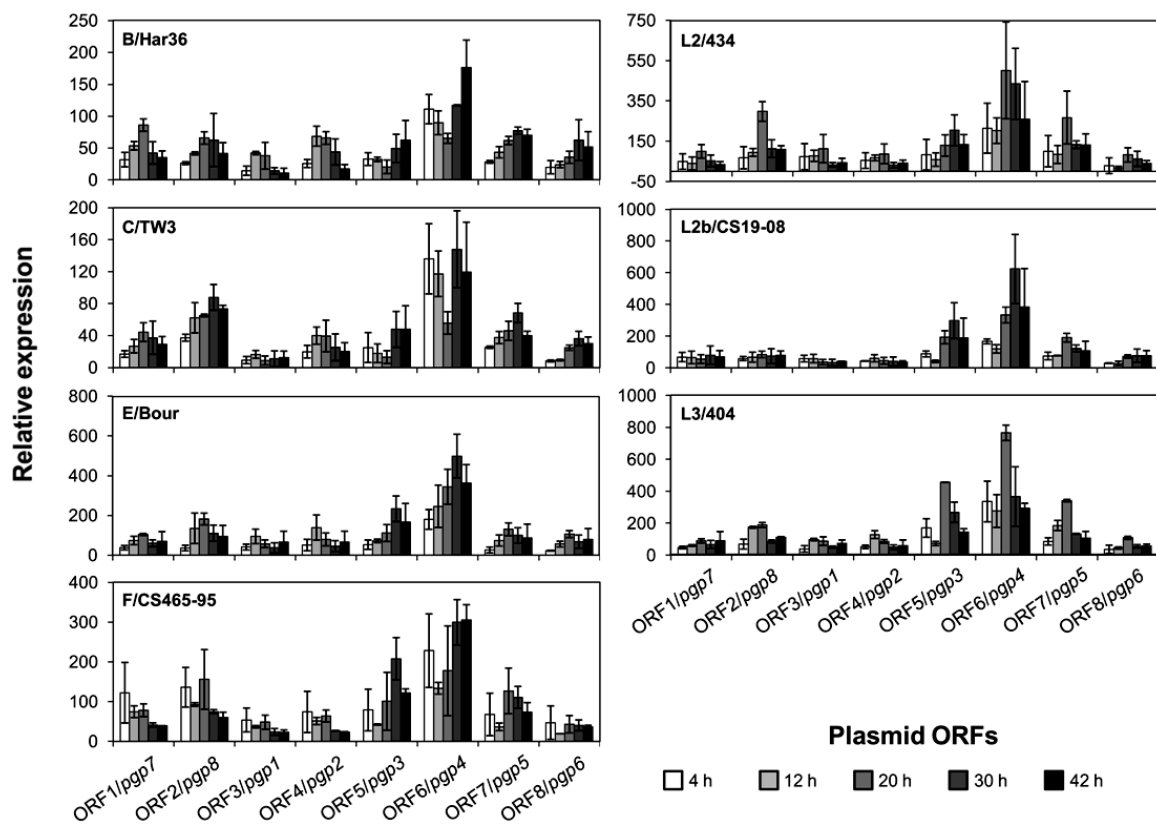 Relative expression
B/Har36
250
200
150
100
50
0
C/TW3
200
160
120
80
40
0
E/Bour
800
600
400
200
0
F/CS465-95
400
300
200
100
0
ORF1/pgp7
ORF2/pgp8
ORF3/pgp1
ORF4/pgp2
ORF5/pgp3
ORF6/pgp4
ORF7/pgp5
ORF8/pgp6
L2/434
750
550
350
150
-50
L2b/CS19-08
1000
800
600
400
200
0
L3/404
1000
800
600
400
200
0
ORF1/pgp7
ORF2/pgp8
ORF3/pgp1
ORF4/pgp2
ORF5/pgp3
ORF6/pgp4
ORF7/pgp5
ORF8/pgp6
Plasmid ORFs
4 h 12 h 20 h 30 h 42 h